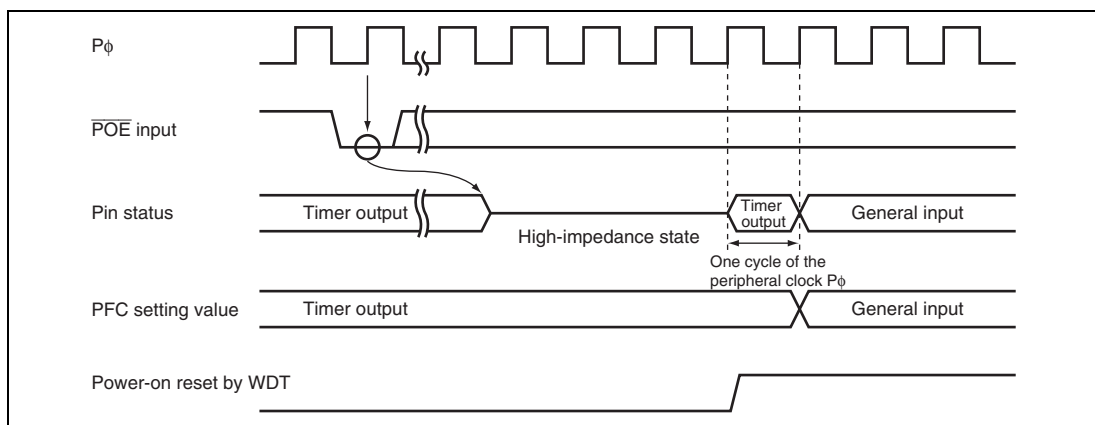 Pϕ
POE input
Pin status
Timer output
High-impedance state
Timer
output
General input
One cycle of the
peripheral clock Pϕ
PFC setting value
Timer output
General input
Power-on reset by WDT